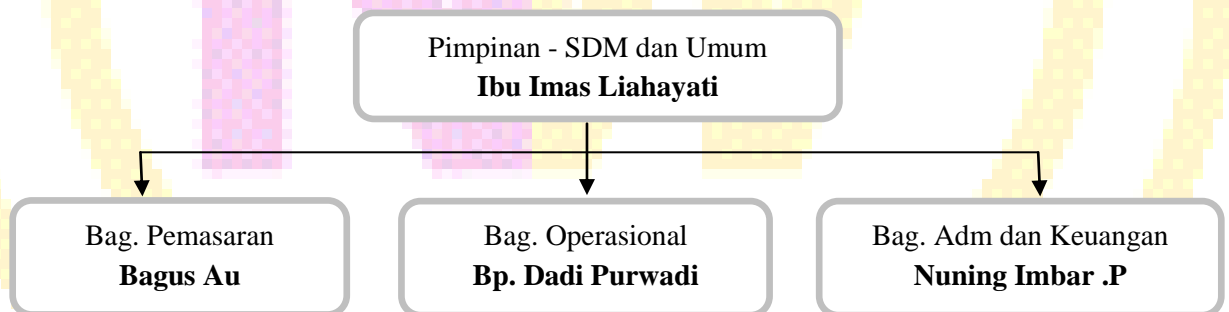 Pimpinan - SDM dan Umum
Ibu Imas Liahayati
Bag. Pemasaran
Bagus Au
Bag. Operasional
Bp. Dadi Purwadi
Bag. Adm dan Keuangan
Nuning Imbar .P